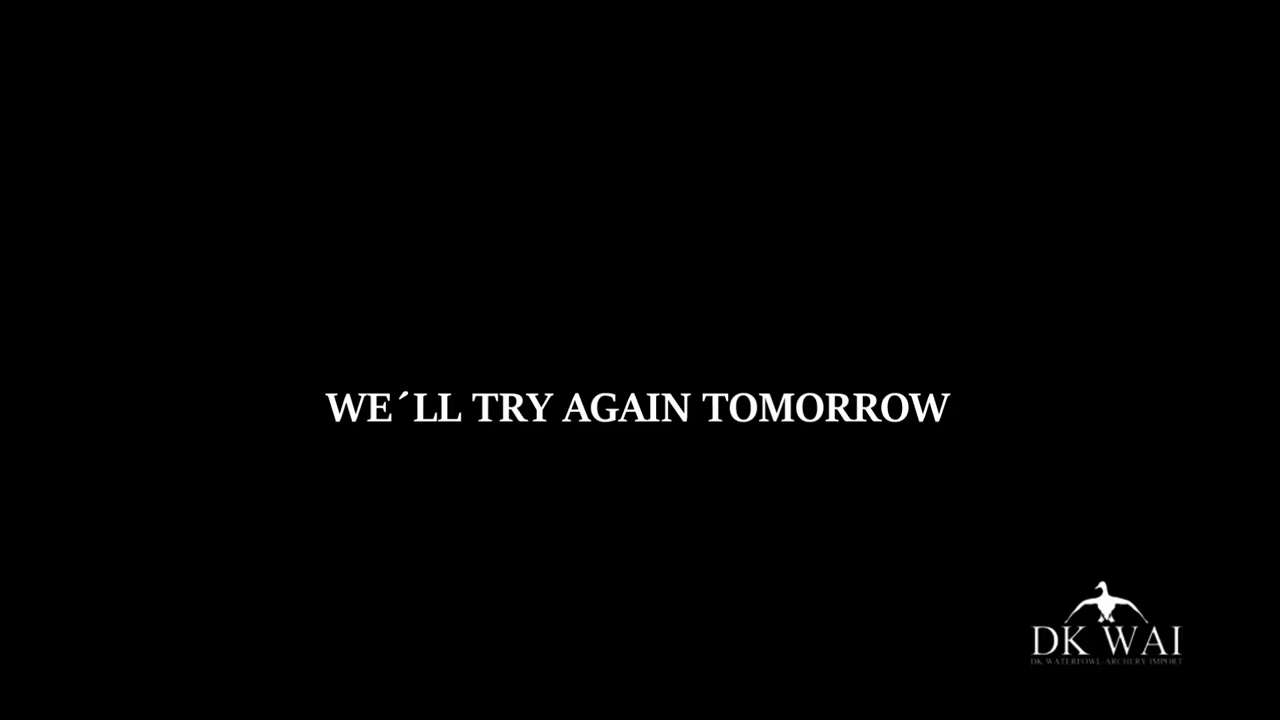 WE´LL TRY AGAIN TOMORROW
DK WAI
DK WATERFOWL-ARCHERY IMPORT